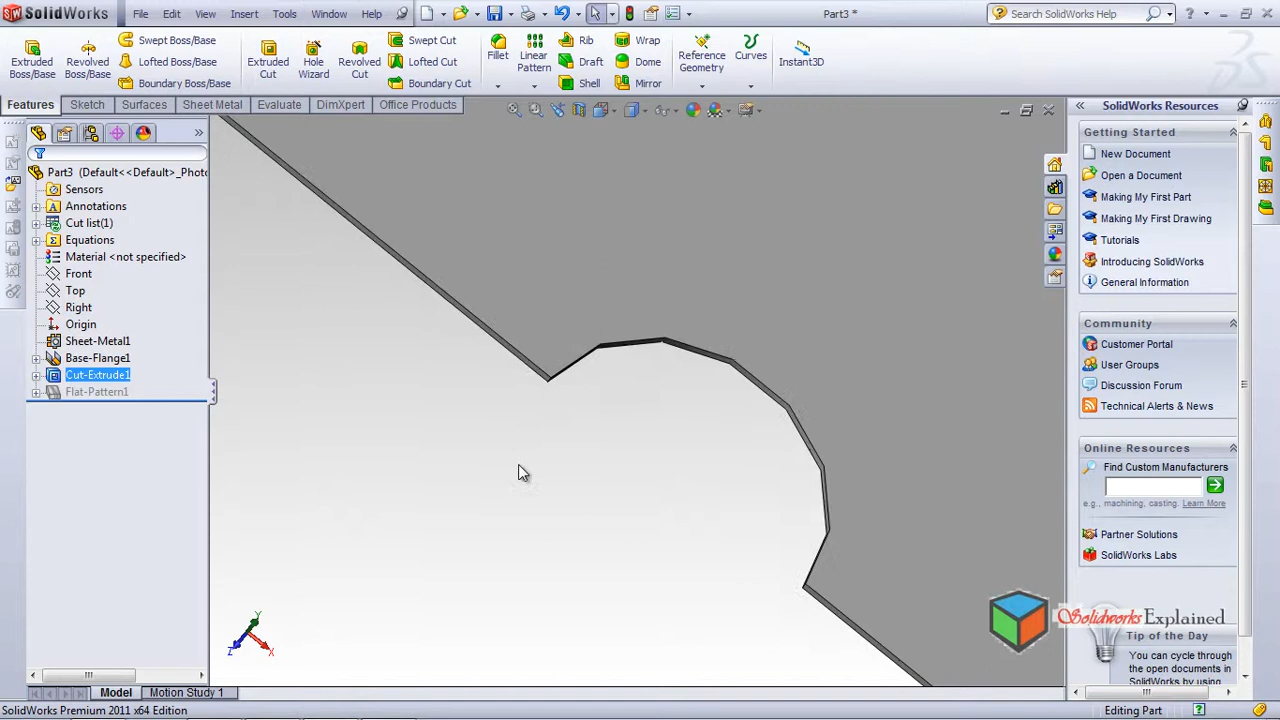 SolidWorks File Edit View Insert Tools Window Help Part3 * Search SolidWorks Help
Extruded Boss/Base
Revolved Boss/Base
Swept Boss/Base
Lofted Boss/Base
Boundary Boss/Base
Extruded Cut
Hole Wizard
Revolved Cut
Swept Cut
Lofted Cut
Boundary Cut
Fillet
Linear Pattern
Rib
Draft
Shell
Wrap
Dome
Mirror
Reference Geometry
Curves
Instant3D
Features Sketch Surfaces Sheet Metal Evaluate DimXpert Office Products
Part3 (Default<<Default>_Photo
Sensors
Annotations
Cut list(1)
Equations
Material <not specified>
Front
Top
Right
Origin
Sheet-Metal1
Base-Flange1
Cut-Extrude1
Flat-Pattern1
Y
Z
X
SolidWorks Resources
Getting Started
New Document
Open a Document
Making My First Part
Making My First Drawing
Tutorials
Introducing SolidWorks
General Information
Community
Customer Portal
User Groups
Discussion Forum
Technical Alerts & News
Online Resources
Find Custom Manufacturers
e.g., machining, casting. Learn More
Partner Solutions
SolidWorks Labs
Solidworks Explained
Tip of the Day
You can cycle through
the open documents in
SolidWorks by using
Model Motion Study 1
SolidWorks Premium 2011 x64 Edition Editing Part